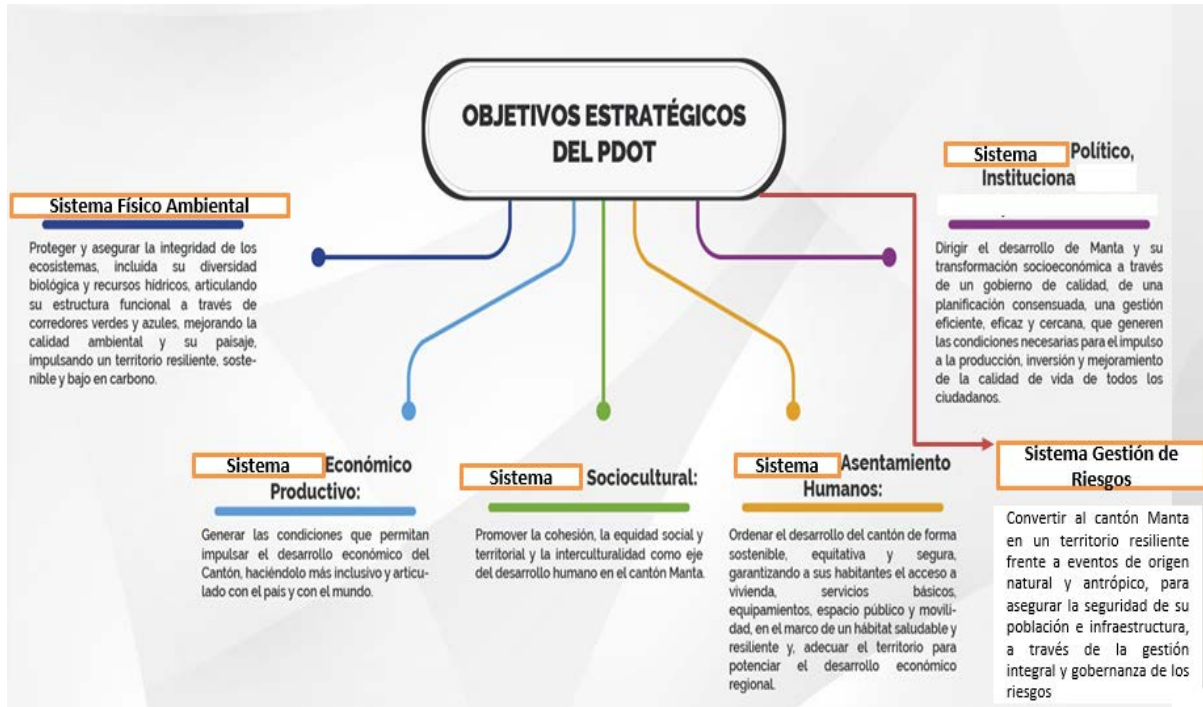 OBJETIVOS ESTRATÉGICOS
DEL PDOT
Sistema Físico Ambiental
Proteger y asegurar la integridad de los
ecosistemas, incluida su diversidad
biológica y recursos hídricos, articulando
su estructura funcional a través de
corredores verdes y azules, mejorando la
calidad ambiental y su paisaje,
impulsando un territorio resiliente, soste-
nible y bajo en carbono.
Sistema Económico
Productivo:
Generar las condiciones que permitan
impulsar el desarrollo económico del
Cantón, haciéndolo más inclusivo y articu-
lado con el país y con el mundo.
Sistema Sociocultural:
Promover la cohesión, la equidad social y
territorial y la interculturalidad como eje
del desarrollo humano en el cantón Manta.
Sistema Asentamiento
Humanos:
Ordenar el desarrollo del cantón de forma
sostenible, equitativa y segura,
garantizando a sus habitantes el acceso a
vivienda, servicios básicos,
equipamientos, espacio público y movili-
dad, en el marco de un hábitat saludable y
resiliente y, adecuar el territorio para
potenciar el desarrollo económico
regional.
Sistema Político,
Instituciona
Dirigir el desarrollo de Manta y su
transformación socioeconómica a través
de un gobierno de calidad, de una
planificación consensuada, una gestión
eficiente, eficaz y cercana, que generen
las condiciones necesarias para el impulso
a la producción, inversión y mejoramiento
de la calidad de vida de todos los
ciudadanos.
Sistema Gestión de
Riesgos
Convertir al cantón Manta
en un territorio resiliente
frente a eventos de origen
natural y antrópico, para
asegurar la seguridad de su
población e infraestructura,
a través de la gestión
integral y gobernanza de los
riesgos